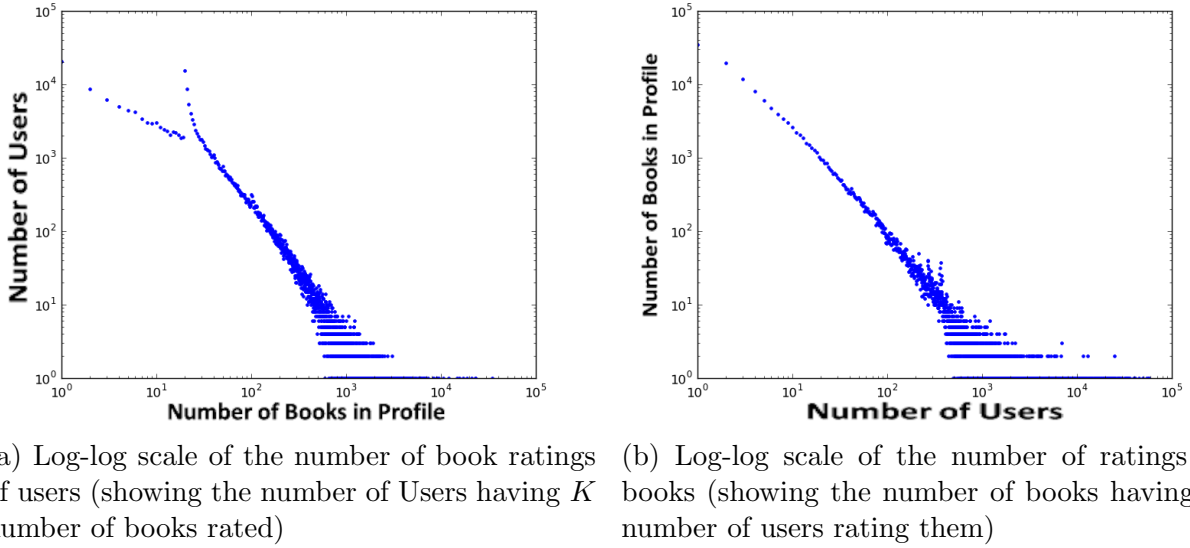 10^5
10^4
10^3
10^2
10^1
10^0
Number of Users
10^0 10^1 10^2 10^3 10^4 10^5
Number of Books in Profile
10^5
10^4
10^3
10^2
10^1
10^0
Number of Books in Profile
10^0 10^1 10^2 10^3 10^4 10^5
Number of Users
a) Log-log scale of the number of book ratings
f users (showing the number of Users having K
number of books rated)
(b) Log-log scale of the number of ratings
books (showing the number of books having
number of users rating them)